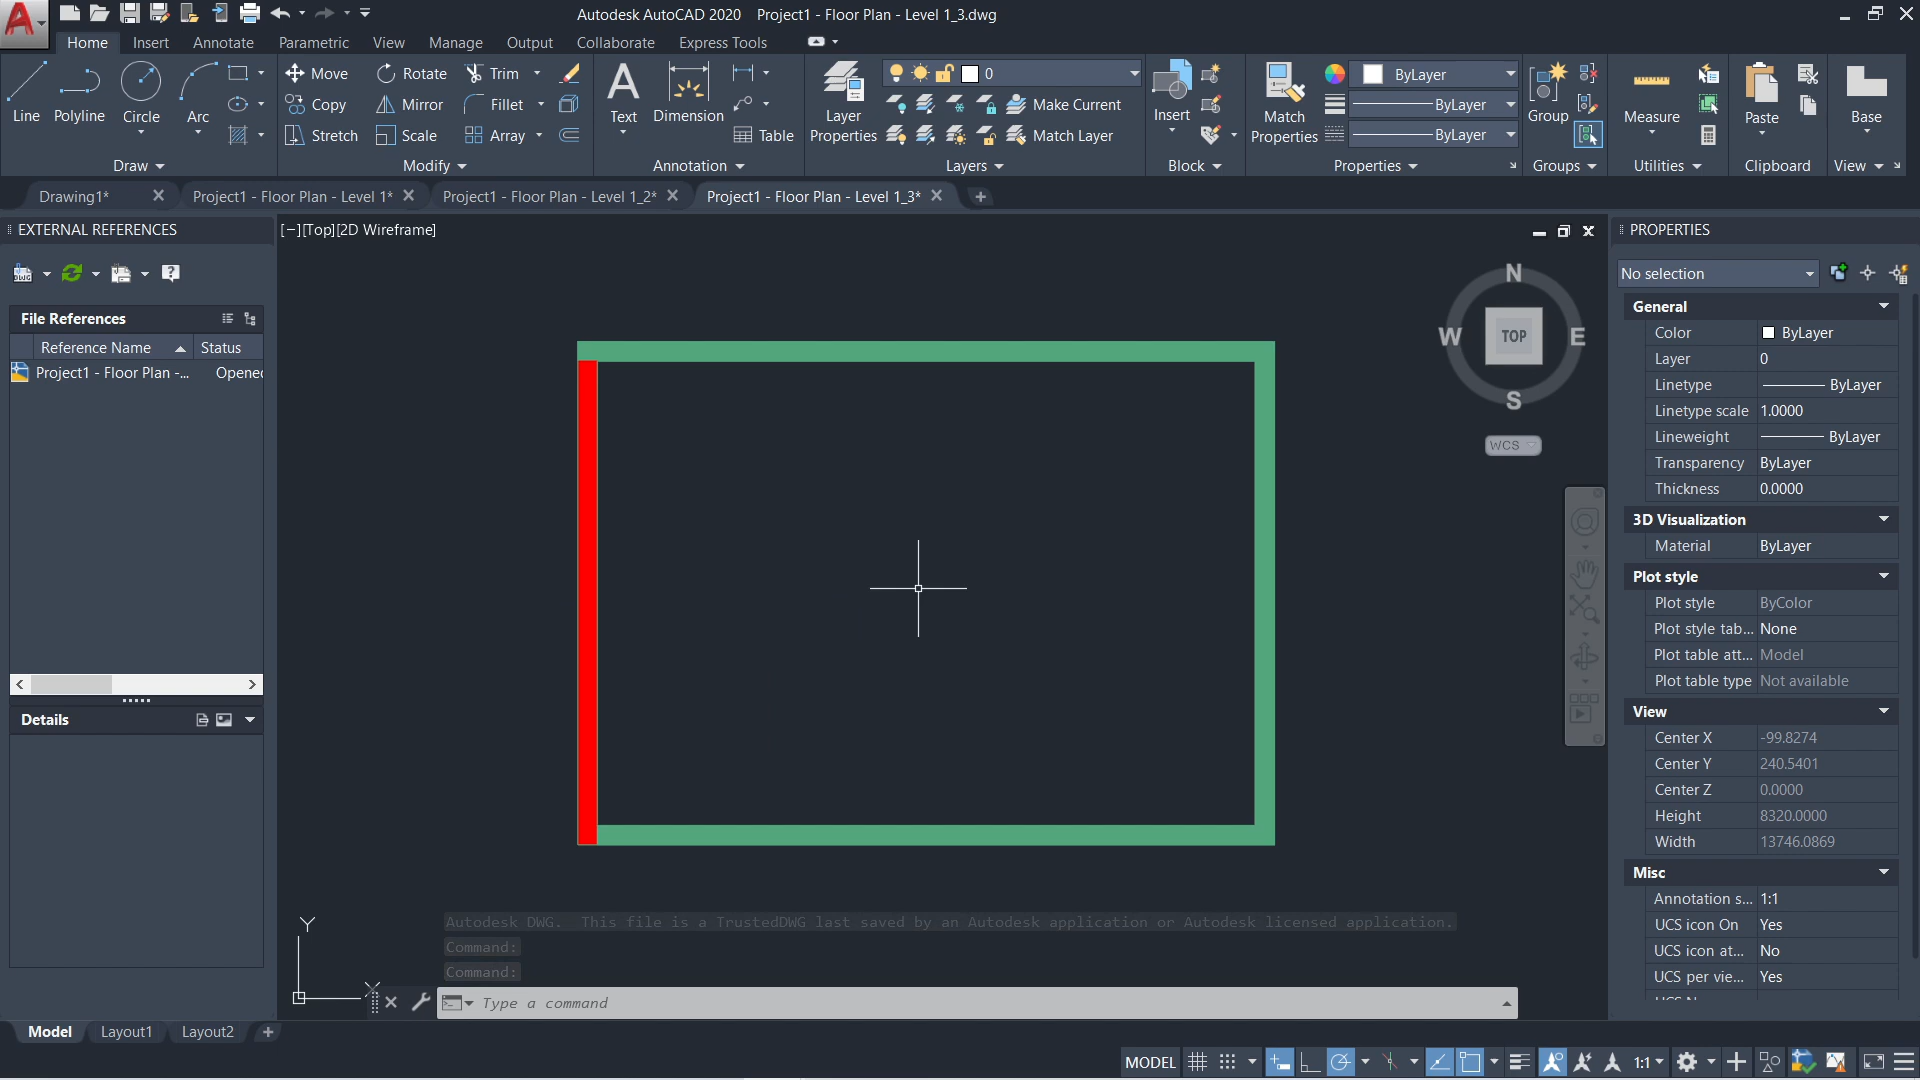 Autodesk AutoCAD 2020 Project1 - Floor Plan - Level 1_3.dwg
Home Insert Annotate Parametric View Manage Output Collaborate Express Tools
Line Polyline Circle Arc
Draw
Move Rotate Trim
Copy Mirror Fillet
Stretch Scale Array
Modify
Text Dimension Table
Annotation
Layer Properties
0
Make Current
Match Layer
Layers
Insert
Block
Match Properties
ByLayer
ByLayer
ByLayer
Properties
Group
Groups
Measure
Utilities
Paste
Clipboard
Base
View
Drawing1* Project1 - Floor Plan - Level 1* Project1 - Floor Plan - Level 1_2* Project1 - Floor Plan - Level 1_3*
EXTERNAL REFERENCES
DWG
File References
Reference Name Status
Project1 - Floor Plan -... Opened
Details
[−][Top][2D Wireframe]
N
W TOP E
S
WCS
Y
X
Autodesk DWG. This file is a TrustedDWG last saved by an Autodesk application or Autodesk licensed application.
Command:
Command:
Type a command
PROPERTIES
No selection
General
Color ByLayer
Layer 0
Linetype ByLayer
Linetype scale 1.0000
Lineweight ByLayer
Transparency ByLayer
Thickness 0.0000
3D Visualization
Material ByLayer
Plot style
Plot style ByColor
Plot style tab... None
Plot table att... Model
Plot table type Not available
View
Center X -99.8274
Center Y 240.5401
Center Z 0.0000
Height 8320.0000
Width 13746.0869
Misc
Annotation s... 1:1
UCS icon On Yes
UCS icon at... No
UCS per vie... Yes
Model Layout1 Layout2
MODEL 1:1